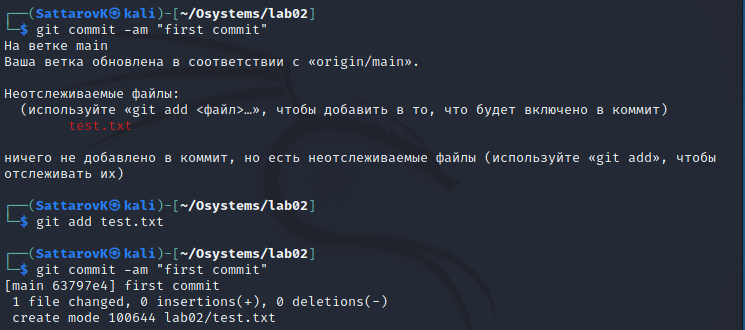 ┌──(SattarovK㉿kali)-[~/Osystems/lab02]
└─$ git commit -am "first commit"
На ветке main
Ваша ветка обновлена в соответствии с «origin/main».

Неотслеживаемые файлы:
  (используйте «git add <файл>…», чтобы добавить в то, что будет включено в коммит)
        test.txt

ничего не добавлено в коммит, но есть неотслеживаемые файлы (используйте «git add», чтобы
отслеживать их)

┌──(SattarovK㉿kali)-[~/Osystems/lab02]
└─$ git add test.txt

┌──(SattarovK㉿kali)-[~/Osystems/lab02]
└─$ git commit -am "first commit"
[main 63797e4] first commit
 1 file changed, 0 insertions(+), 0 deletions(-)
 create mode 100644 lab02/test.txt